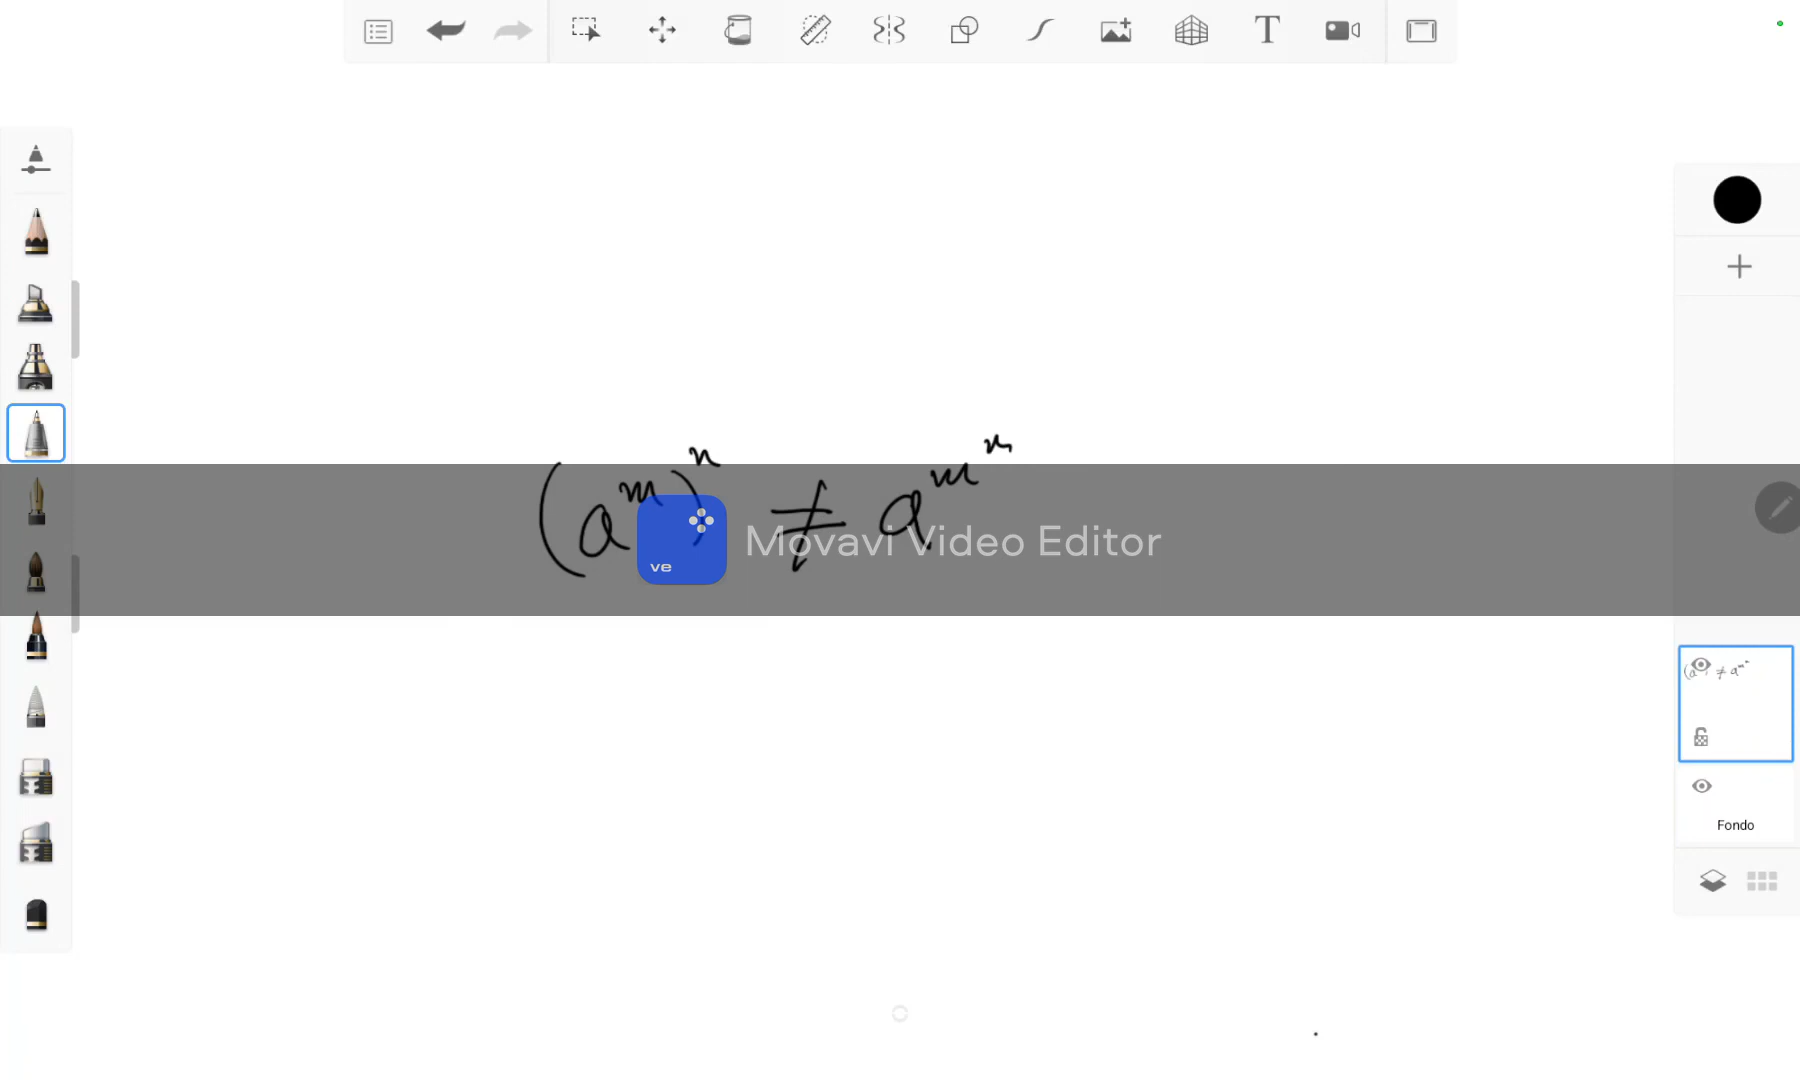 T
(a^m)^n ≠ a^m^n
ve Movavi Video Editor
(a ≠ a^m^n
Fondo